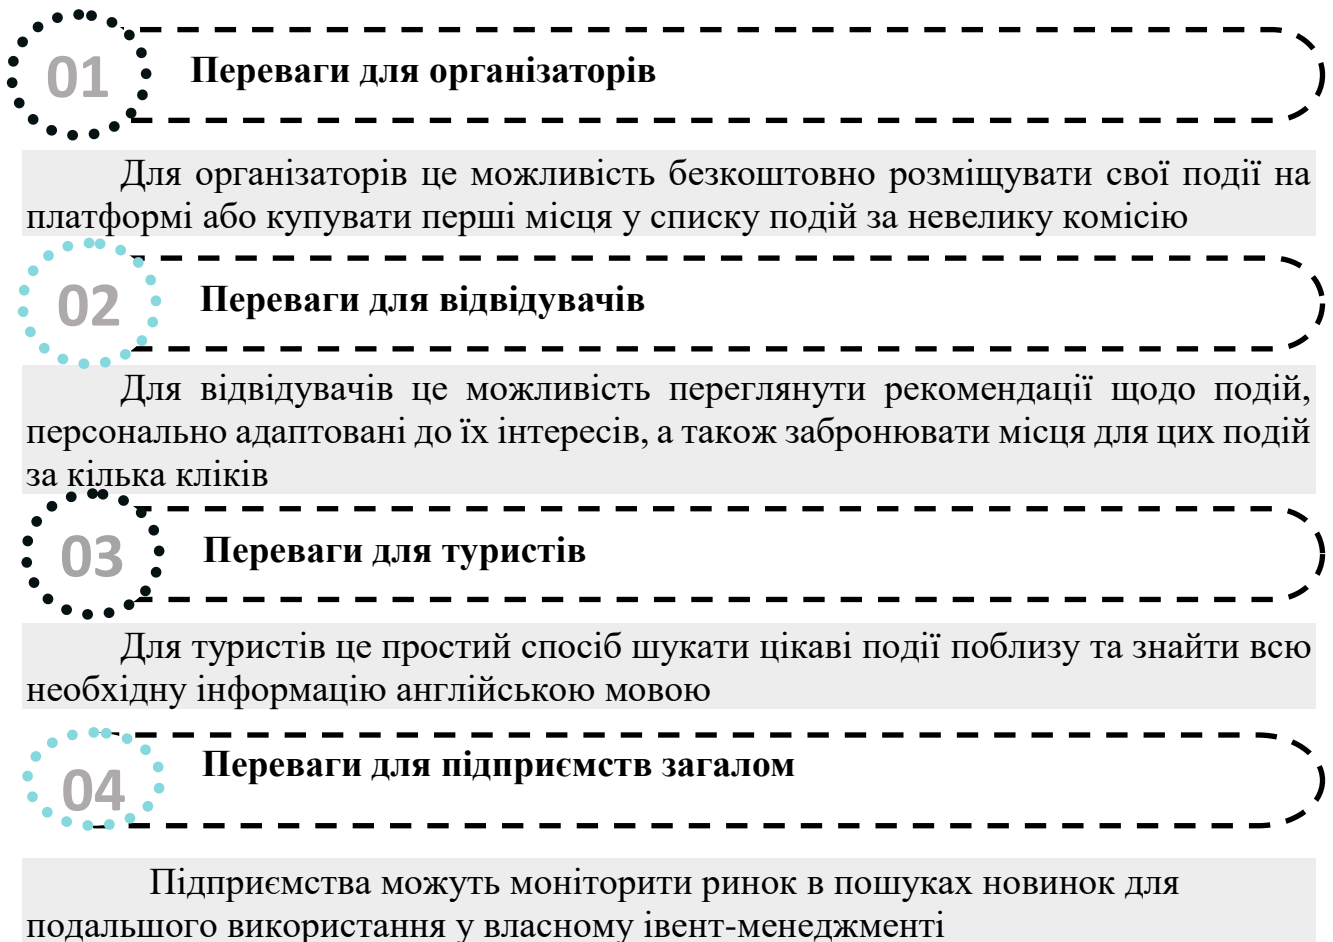 01
Переваги для організаторів
Для організаторів це можливість безкоштовно розміщувати свої події на
платформі або купувати перші місця у списку подій за невелику комісію
02
Переваги для відвідувачів
Для відвідувачів це можливість переглянути рекомендації щодо подій,
персонально адаптовані до їх інтересів, а також забронювати місця для цих подій
за кілька кліків
03
Переваги для туристів
Для туристів це простий спосіб шукати цікаві події поблизу та знайти всю
необхідну інформацію англійською мовою
04
Переваги для підприємств загалом
Підприємства можуть моніторити ринок в пошуках новинок для
подальшого використання у власному івент-менеджменті